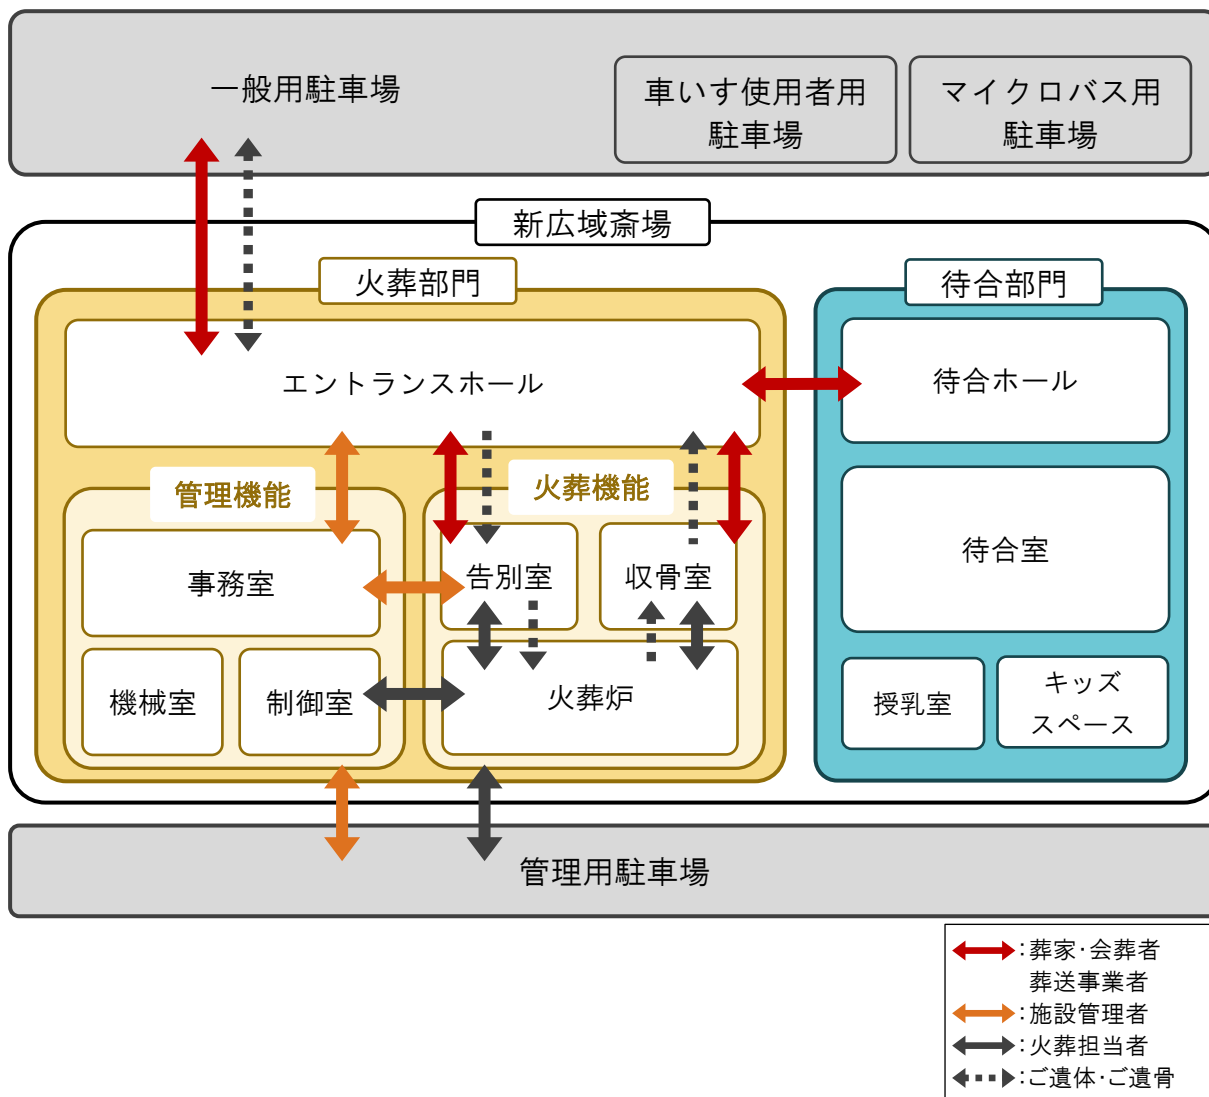 一般用駐車場
車いす使用者用
駐車場
マイクロバス用
駐車場
新広域斎場
火葬部門
待合部門
エントランスホール
待合ホール
管理機能
火葬機能
事務室
告別室
収骨室
待合室
機械室
制御室
火葬炉
授乳室
キッズ
スペース
管理用駐車場
:葬家・会葬者
葬送事業者
:施設管理者
:火葬担当者
:ご遺体・ご遺骨